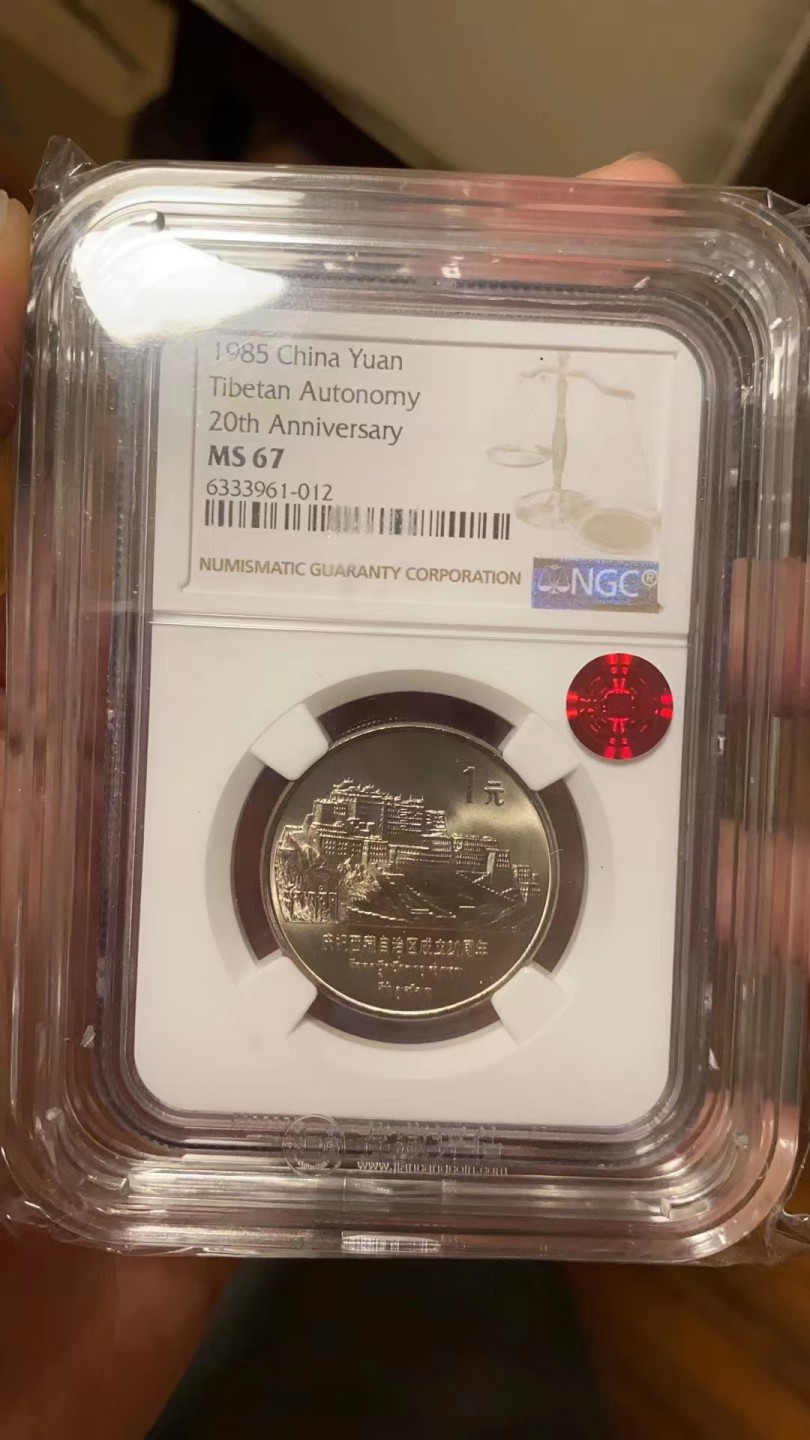 1985 China Yuan
Tibetan Autonomy
20th Anniversary
MS 67
6333961-012
NUMISMATIC GUARANTY CORPORATION
NGC®
1元
庆祝西藏自治区成立20周年